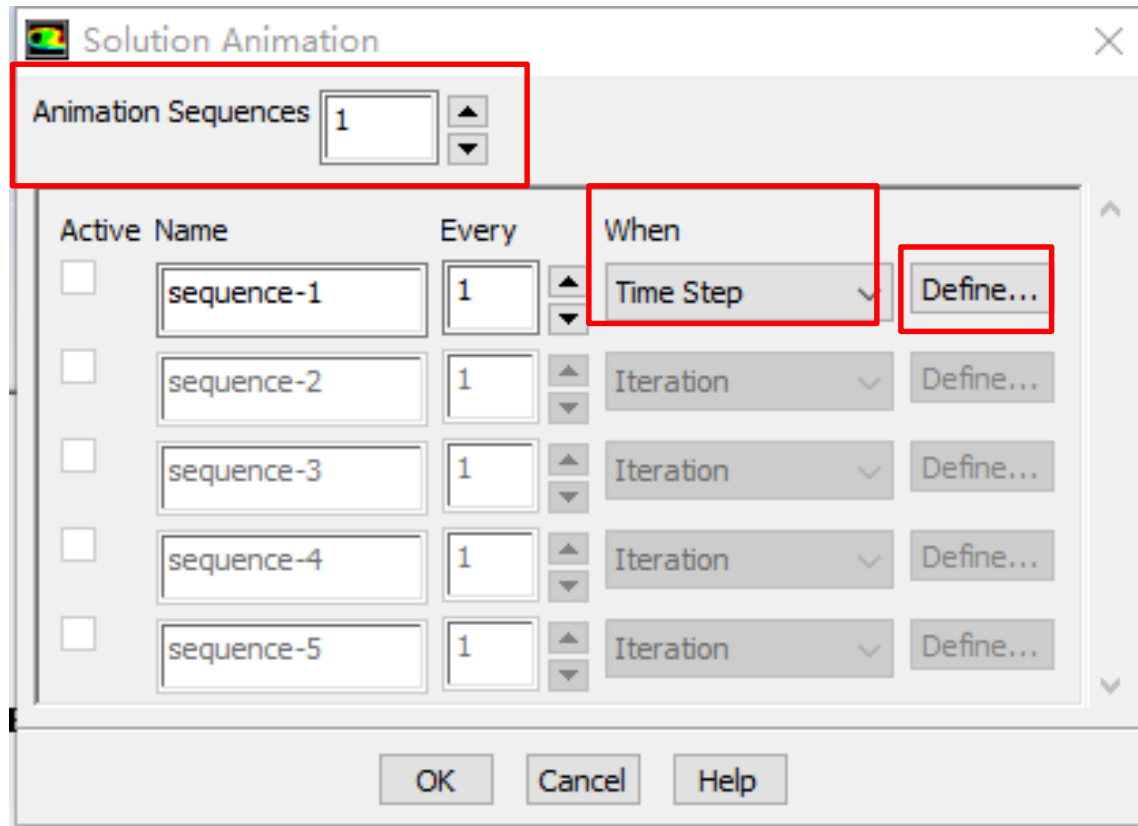 Solution Animation
Animation Sequences 1
Active Name Every When
sequence-1 1 Time Step Define...
sequence-2 1 Iteration Define...
sequence-3 1 Iteration Define...
sequence-4 1 Iteration Define...
sequence-5 1 Iteration Define...
OK Cancel Help